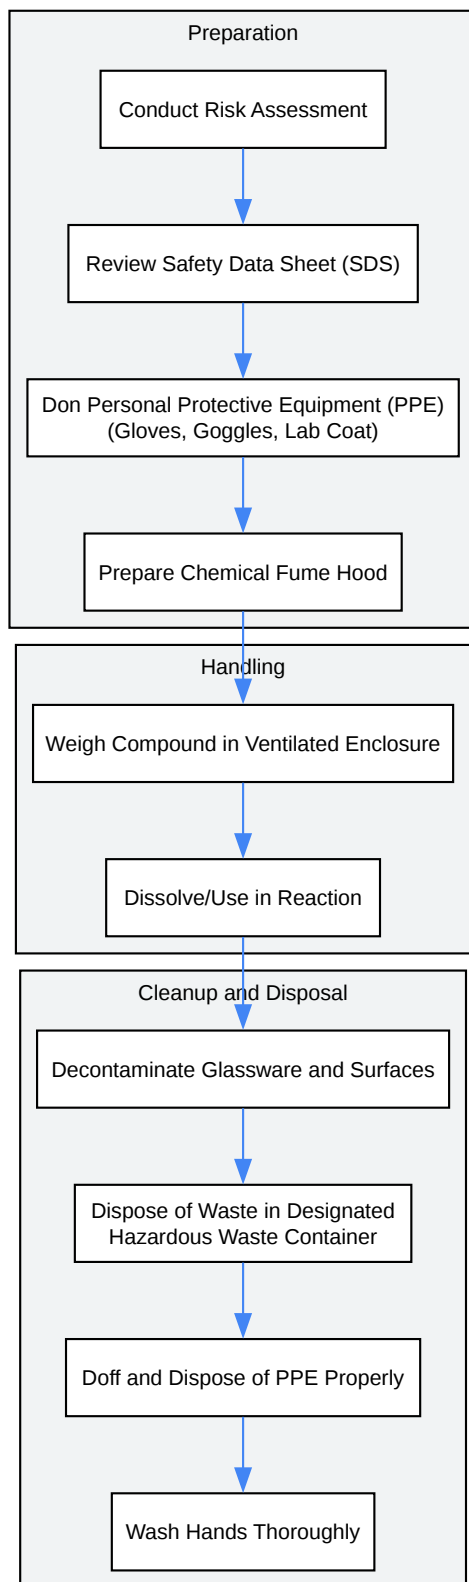 Preparation
Conduct Risk Assessment
Review Safety Data Sheet (SDS)
Don Personal Protective Equipment (PPE)
(Gloves, Goggles, Lab Coat)
Prepare Chemical Fume Hood
Handling
Weigh Compound in Ventilated Enclosure
Dissolve/Use in Reaction
Cleanup and Disposal
Decontaminate Glassware and Surfaces
Dispose of Waste in Designated
Hazardous Waste Container
Doff and Dispose of PPE Properly
Wash Hands Thoroughly